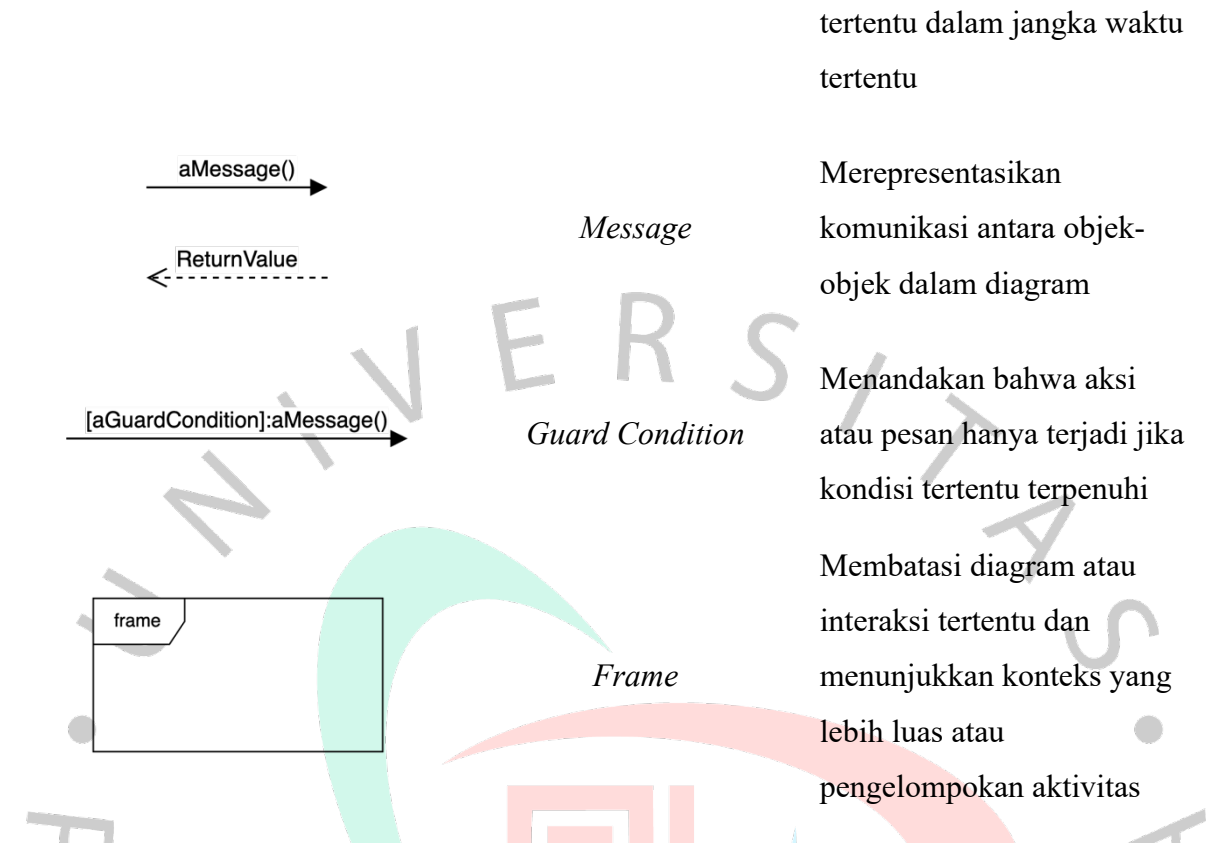 tertentu dalam jangka waktu
tertentu
aMessage()
ReturnValue
Message
Merepresentasikan
komunikasi antara objek-
objek dalam diagram
[aGuardCondition]:aMessage()
Guard Condition
Menandakan bahwa aksi
atau pesan hanya terjadi jika
kondisi tertentu terpenuhi
frame
Frame
Membatasi diagram atau
interaksi tertentu dan
menunjukkan konteks yang
lebih luas atau
pengelompokan aktivitas
UNIVERSITAS